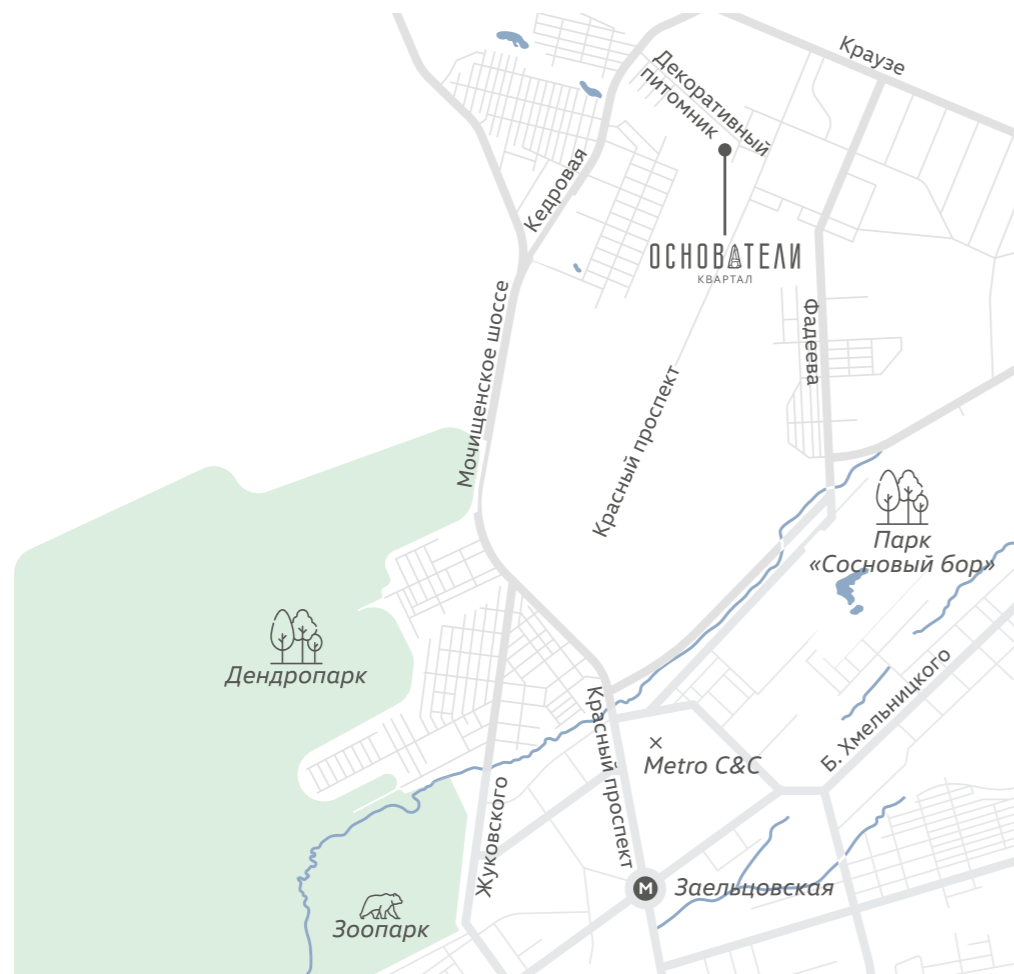 Краузе
Декоративный
питомник
Кедровая
ОСНОВАТЕЛИ
КВАРТАЛ
Мочищенское шоссе
Фадеева
Красный проспект
Парк
«Сосновый бор»
Дендропарк
Б. Хмельницкого
Красный проспект
Metro C&C
Жуковского
М
Заельцовская
Зоопарк